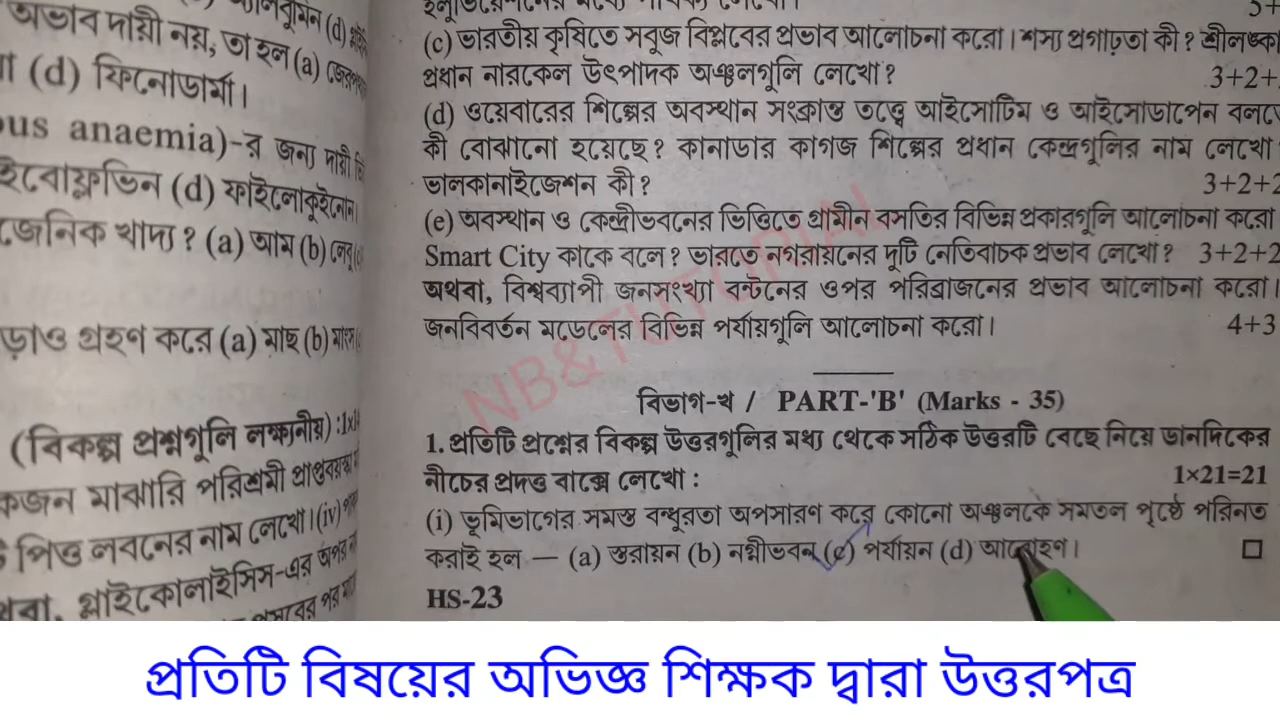 অভাব দায়ী নয়, তা হল (a)
(d) ফিনোডার্মা।
ous anaemia)-র জন্য দায়ী
ইবোফ্লভিন (d) ফাইলোকুইনোন।
জেনিক খাদ্য ? (a) আম (b) লেবু
ড়াও গ্রহণ করে (a) মাছ (b) মাংস
(বিকল্প প্রশ্নগুলি লক্ষ্যনীয়) :
কজন মাঝারি পরিশ্রমী প্রাপ্তবয়স্ক
পিত্ত লবনের নাম লেখো। (iv)
গ্লাইকোলাইসিস-এর অপর
(c) ভারতীয় কৃষিতে সবুজ বিপ্লবের প্রভাব আলোচনা করো। শস্য প্রগাঢ়তা কী ? শ্রীলঙ্কা
প্রধান নারকেল উৎপাদক অঞ্চলগুলি লেখো ? 3+2+
(d) ওয়েবারের শিল্পের অবস্থান সংক্রান্ত তত্ত্বে আইসোটিম ও আইসোডাপেন বলতে
কী বোঝানো হয়েছে ? কানাডার কাগজ শিল্পের প্রধান কেন্দ্রগুলির নাম লেখো
ভালকানাইজেশন কী ? 3+2+2
(e) অবস্থান ও কেন্দ্রীভবনের ভিত্তিতে গ্রামীন বসতির বিভিন্ন প্রকারগুলি আলোচনা করো
Smart City কাকে বলে ? ভারতে নগরায়নের দুটি নেতিবাচক প্রভাব লেখো ? 3+2+2
অথবা, বিশ্বব্যাপী জনসংখ্যা বন্টনের ওপর পরিব্রাজনের প্রভাব আলোচনা করো।
জনবিবর্তন মডেলের বিভিন্ন পর্যায়গুলি আলোচনা করো। 4+3
NB&TUTORIAL
বিভাগ-খ / PART-'B' (Marks - 35)
1. প্রতিটি প্রশ্নের বিকল্প উত্তরগুলির মধ্য থেকে সঠিক উত্তরটি বেছে নিয়ে ডানদিকের
নীচের প্রদত্ত বাক্সে লেখো : 1×21=21
(i) ভূমিভাগের সমস্ত বন্ধুরতা অপসারণ করে কোনো অঞ্চলকে সমতল পৃষ্ঠে পরিনত
করাই হল — (a) স্তরায়ন (b) নগ্নীভবন (c) পর্যায়ন (d) আরোহণ। □
HS-23
প্রতিটি বিষয়ের অভিজ্ঞ শিক্ষক দ্বারা উত্তরপত্র